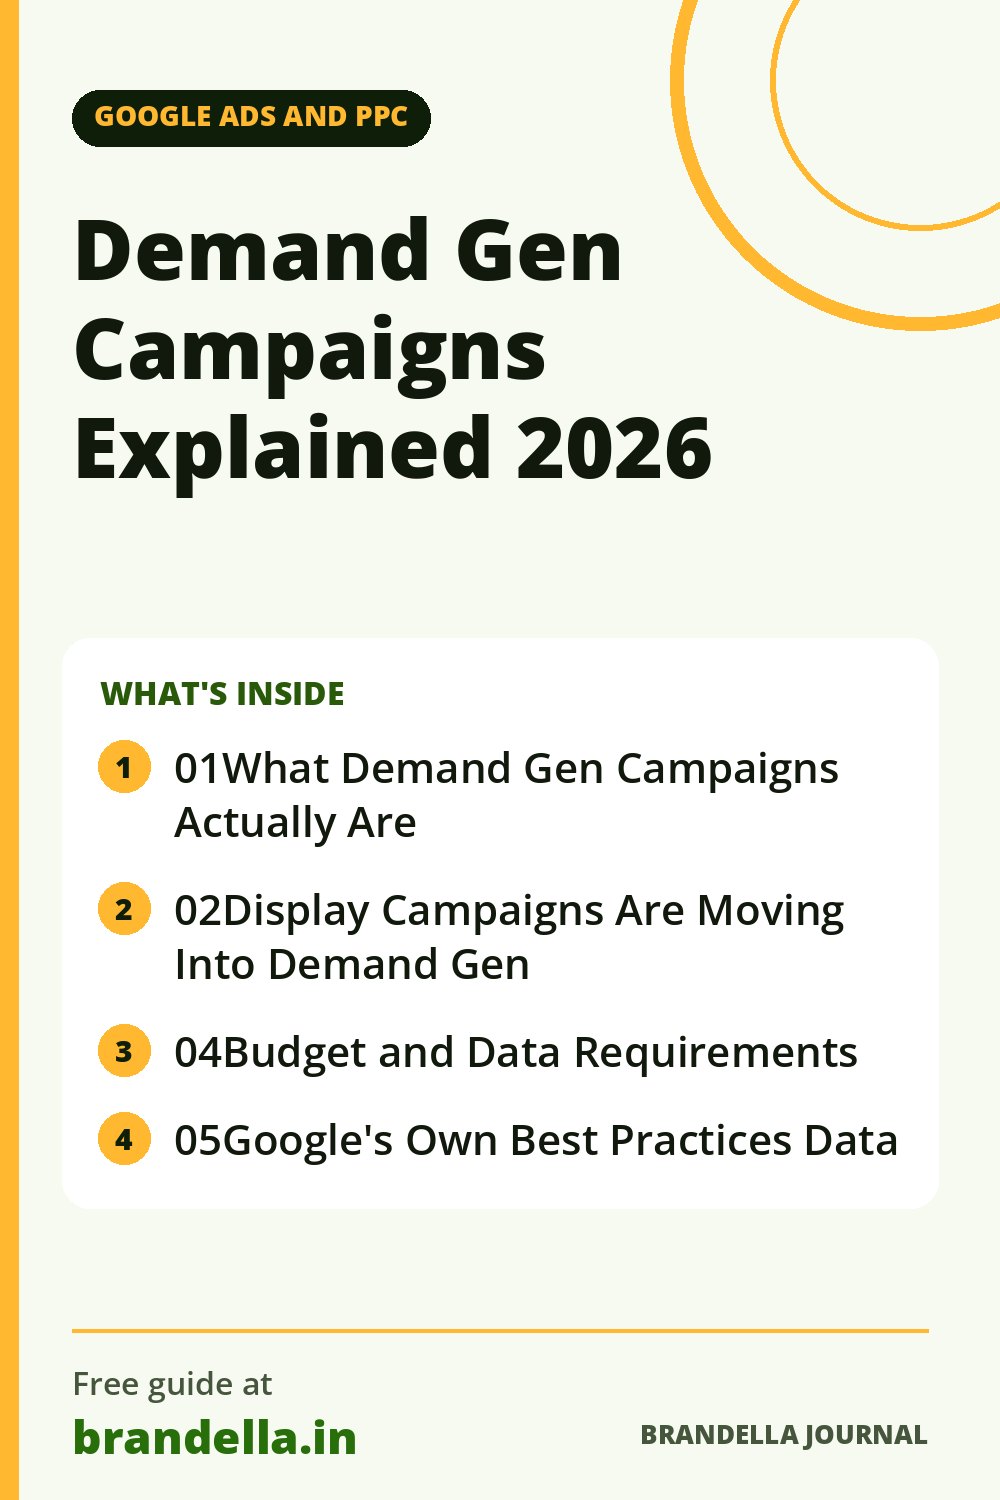 GOOGLE ADS AND PPC
Demand Gen
Campaigns
Explained 2026
WHAT'S INSIDE
1 01What Demand Gen Campaigns
Actually Are
2 02Display Campaigns Are Moving
Into Demand Gen
3 04Budget and Data Requirements
4 05Google's Own Best Practices Data
Free guide at
brandella.in
BRANDELLA JOURNAL